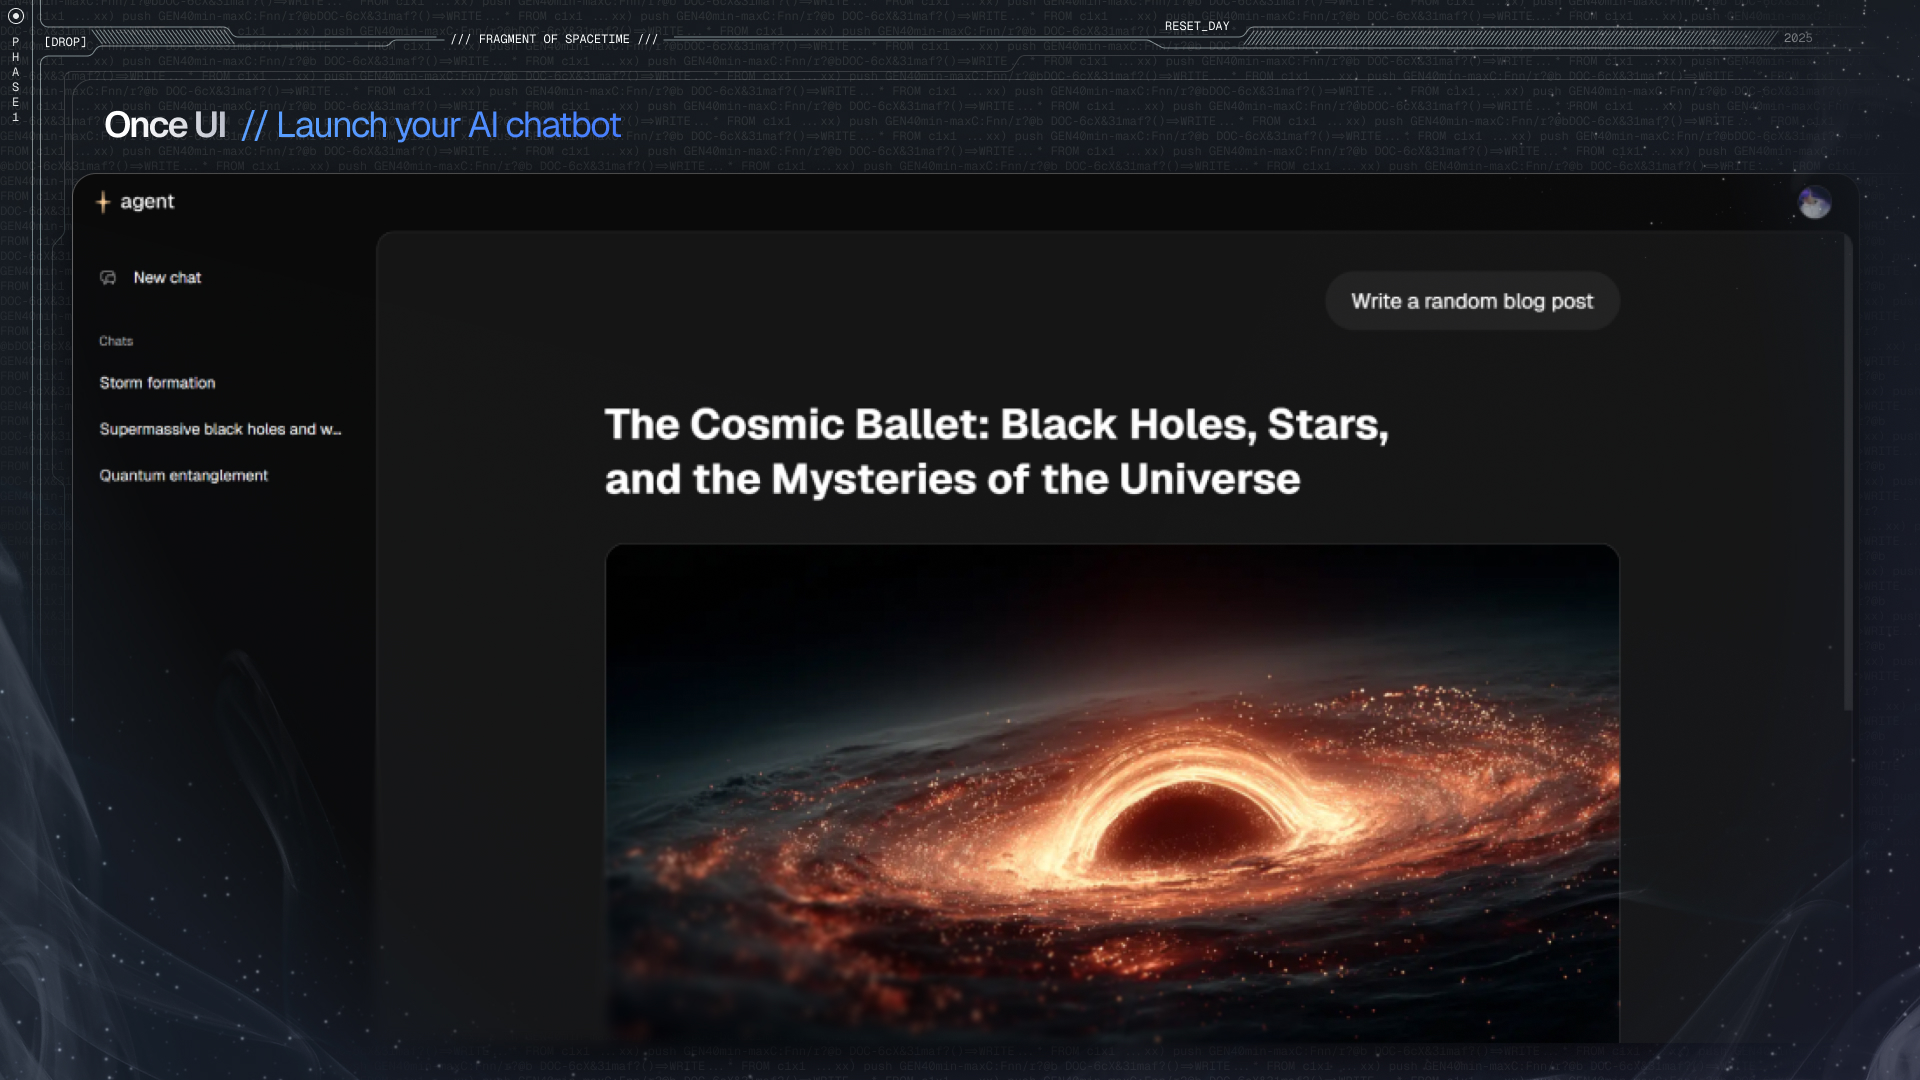 PHASE1
[DROP]
/// FRAGMENT OF SPACETIME ///
RESET_DAY
2025
Once UI // Launch your AI chatbot
agent
New chat
Chats
Storm formation
Supermassive black holes and w...
Quantum entanglement
Write a random blog post
The Cosmic Ballet: Black Holes, Stars,
and the Mysteries of the Universe